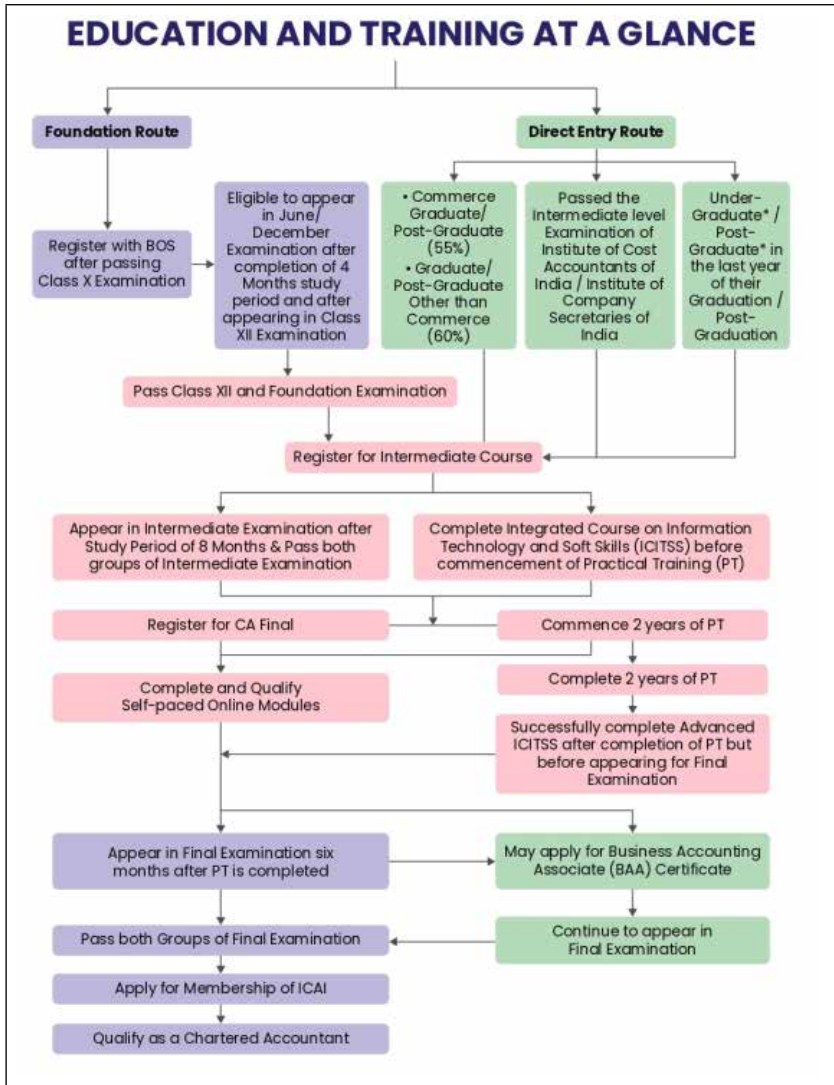 EDUCATION AND TRAINING AT A GLANCE
Foundation Route
Direct Entry Route
Register with BOS
after passing
Class X Examination
Eligible to appear
in June/
December
Examination after
completion of 4
Months study
period and after
appearing in Class
XII Examination
• Commerce
Graduate/
Post-Graduate
(55%)
• Graduate/
Post-Graduate
Other than
Commerce
(60%)
Passed the
Intermediate level
Examination of
Institute of Cost
Accountants of
India / Institute of
Company
Secretaries of
India
Under-
Graduate* /
Post-
Graduate* in
the last year
of their
Graduation /
Post-
Graduation
Pass Class XII and Foundation Examination
Register for Intermediate Course
Appear in Intermediate Examination after
Study Period of 8 Months & Pass both
groups of Intermediate Examination
Complete Integrated Course on Information
Technology and Soft Skills (ICITSS) before
commencement of Practical Training (PT)
Register for CA Final
Commence 2 years of PT
Complete and Qualify
Self-paced Online Modules
Complete 2 years of PT
Successfully complete Advanced
ICITSS after completion of PT but
before appearing for Final
Examination
Appear in Final Examination six
months after PT is completed
May apply for Business Accounting
Associate (BAA) Certificate
Pass both Groups of Final Examination
Continue to appear in
Final Examination
Apply for Membership of ICAI
Qualify as a Chartered Accountant